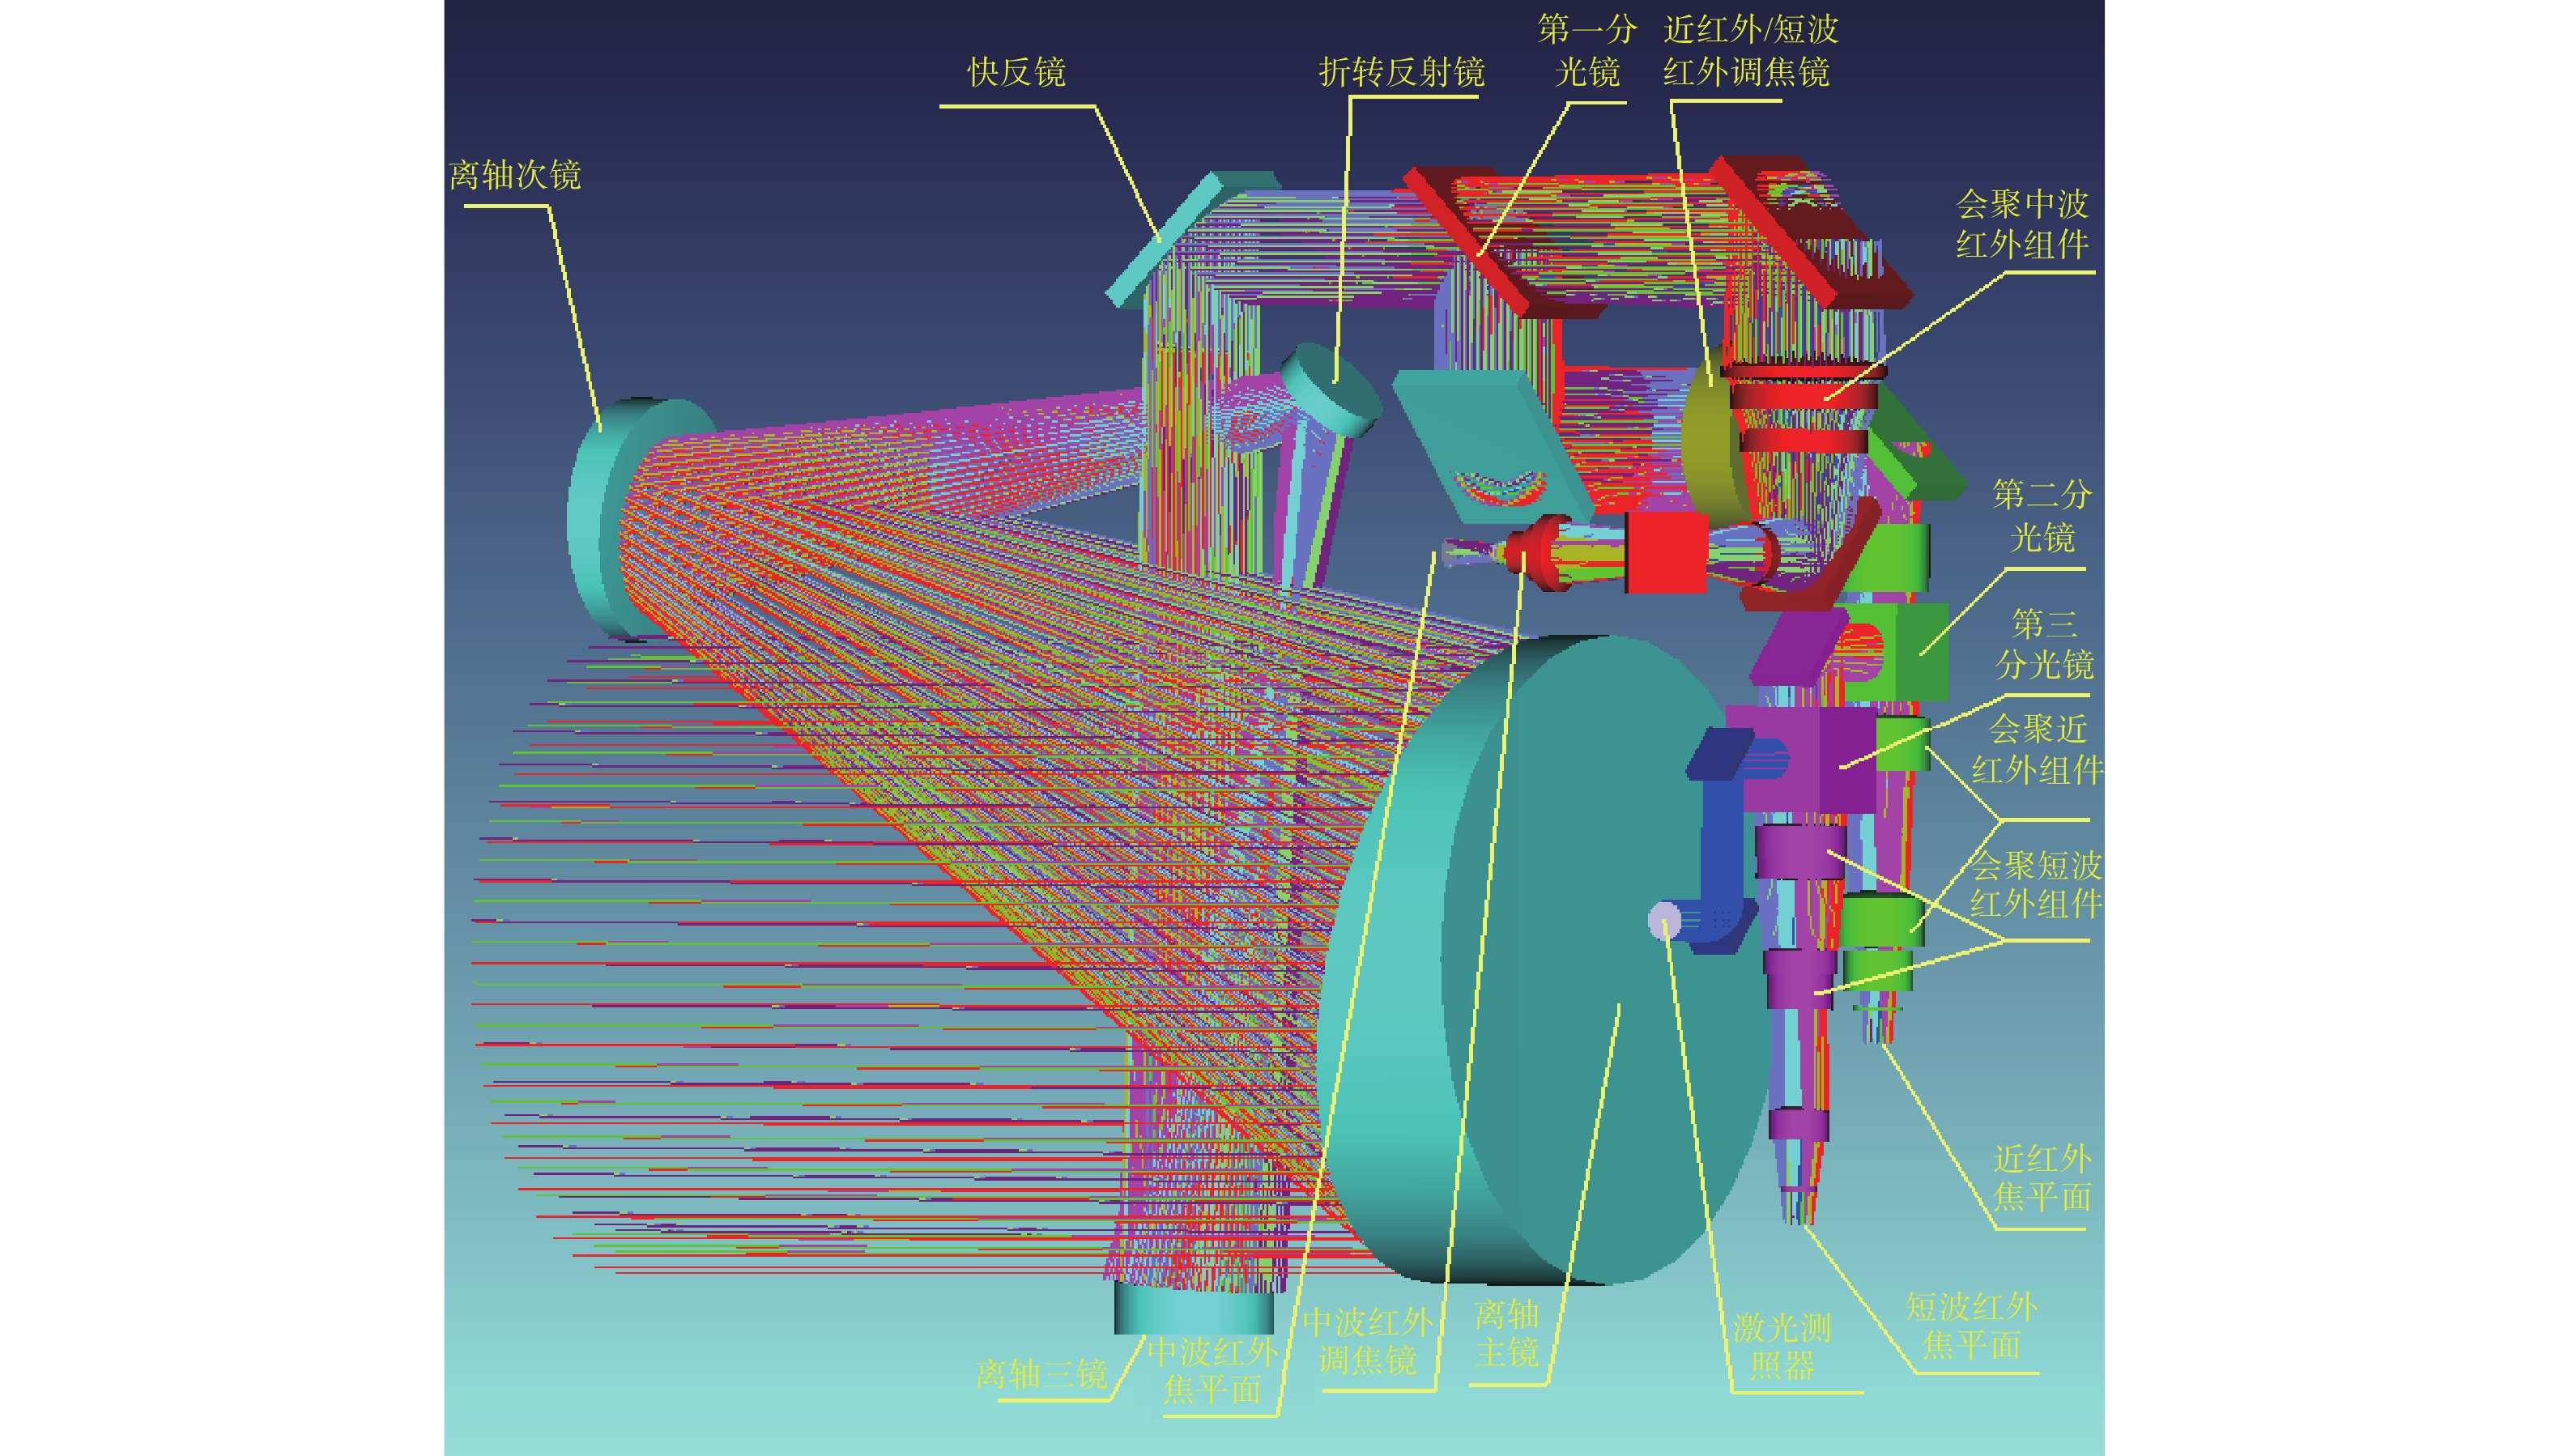 快反镜
折转反射镜
第一分
光镜
近红外/短波
红外调焦镜
离轴次镜
会聚中波
红外组件
第二分
光镜
第三
分光镜
会聚近
红外组件
会聚短波
红外组件
近红外
焦平面
短波红外
焦平面
激光测
照器
离轴
主镜
中波红外
调焦镜
中波红外
焦平面
离轴三镜